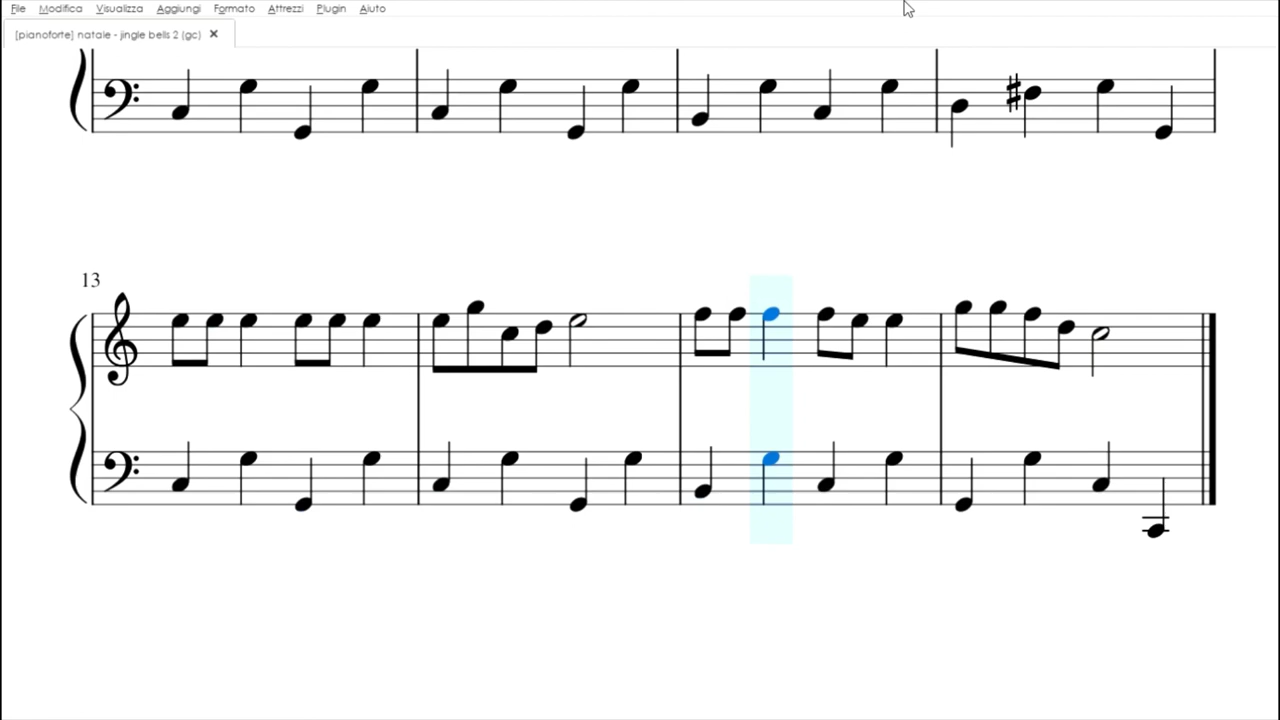 File Modifica Visualizza Aggiungi Formato Attrezzi Plugin Aiuto
[pianoforte] natale - jingle bells 2 (gc) ×
13